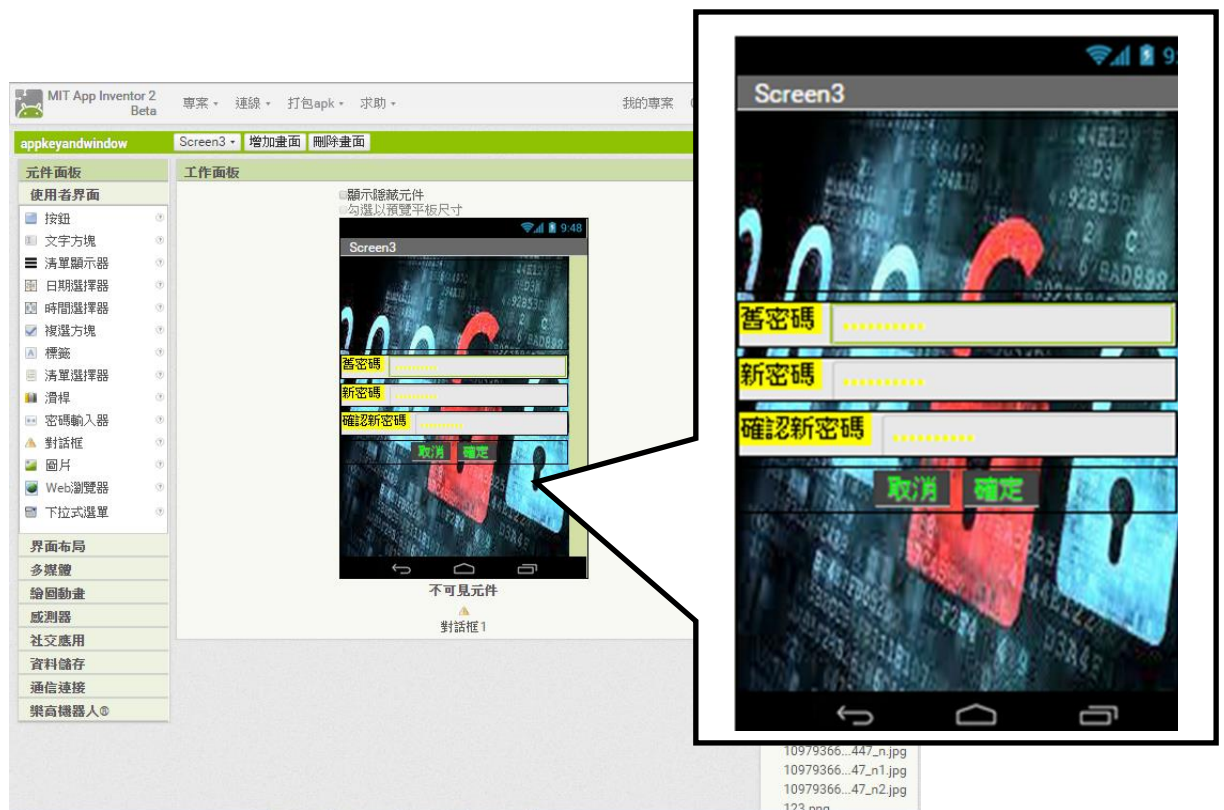 MIT App Inventor 2
Beta
專案 連線 打包apk 求助 我的專案
appkeyandwindow Screen3 增加畫面 刪除畫面
元件面板
使用者界面
按鈕
文字方塊
清單顯示器
日期選擇器
時間選擇器
複選方塊
標籤
清單選擇器
滑桿
密碼輸入器
對話框
圖片
Web瀏覽器
下拉式選單
界面布局
多媒體
繪圖動畫
感測器
社交應用
資料儲存
通信連接
樂高機器人®
工作面板
顯示隱藏元件
勾選以預覽平板尺寸
9:48
Screen3
舊密碼
新密碼
確認新密碼
取消 確定
不可見元件
對話框1
9:
Screen3
舊密碼
新密碼
確認新密碼
取消 確定
10979366...447_n.jpg
10979366...47_n1.jpg
10979366...47_n2.jpg
123.png